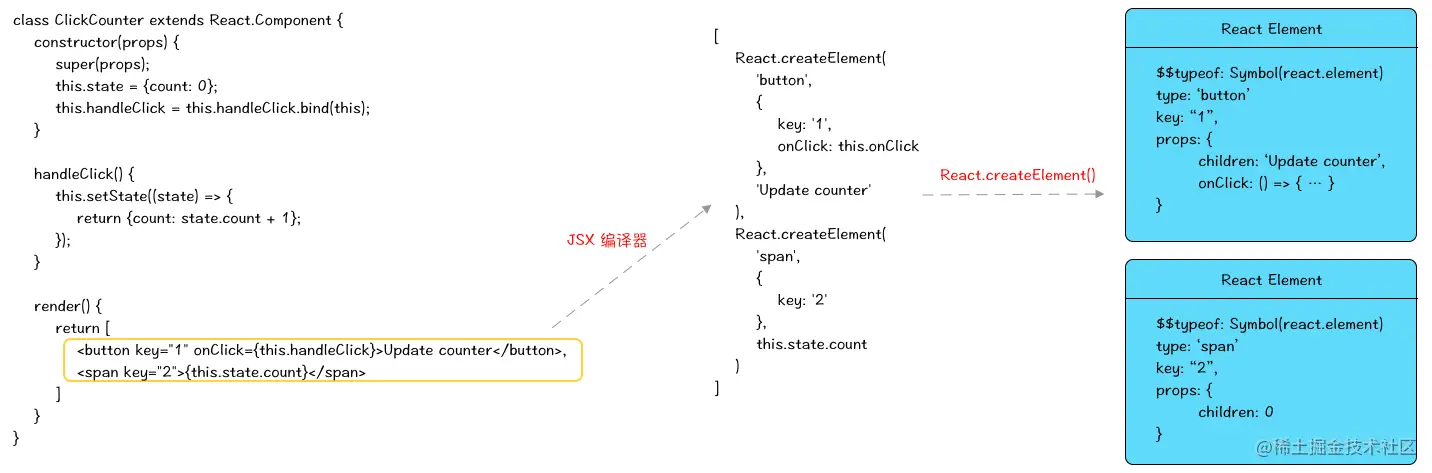 class ClickCounter extends React.Component {
constructor(props) {
super(props);
this.state = {count: 0};
this.handleClick = this.handleClick.bind(this);
}
handleClick() {
this.setState((state) => {
return {count: state.count + 1};
});
}
render() {
return [
<button key="1" onClick={this.handleClick}>Update counter</button>,
<span key="2">{this.state.count}</span>
]
}
}
JSX 编译器
[
React.createElement(
'button',
{
key: '1',
onClick: this.onClick
},
'Update counter'
),
React.createElement(
'span',
{
key: '2'
},
this.state.count
)
]
React.createElement()
React Element
$$typeof: Symbol(react.element)
type: ‘button’
key: “1”,
props: {
children: ‘Update counter’,
onClick: () => { … }
}
React Element
$$typeof: Symbol(react.element)
type: ‘span’
key: “2”,
props: {
children: 0
}
@稀土掘金技术社区